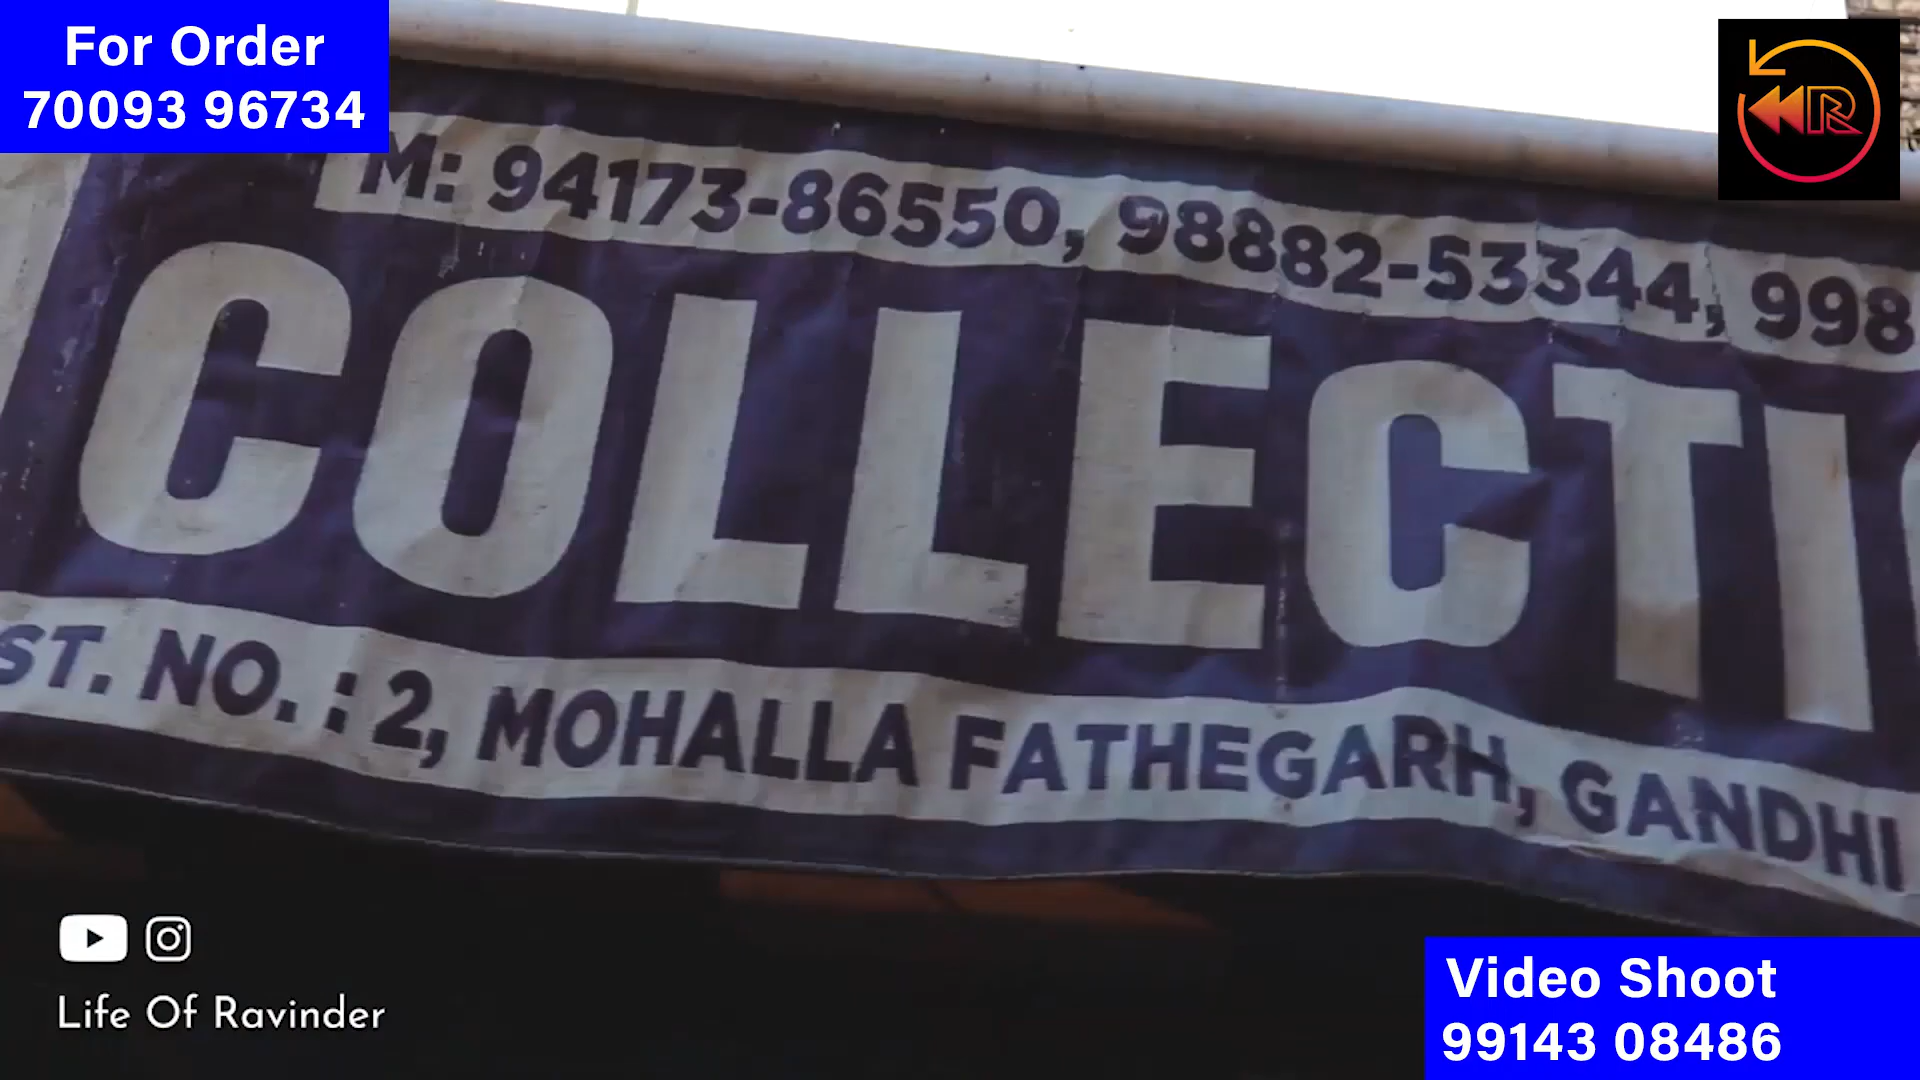 For Order
70093 96734
M: 94173-86550, 98882-53344, 998
COLLECTI
ST. NO. : 2, MOHALLA FATHEGARH, GANDHI
Life Of Ravinder
Video Shoot
99143 08486